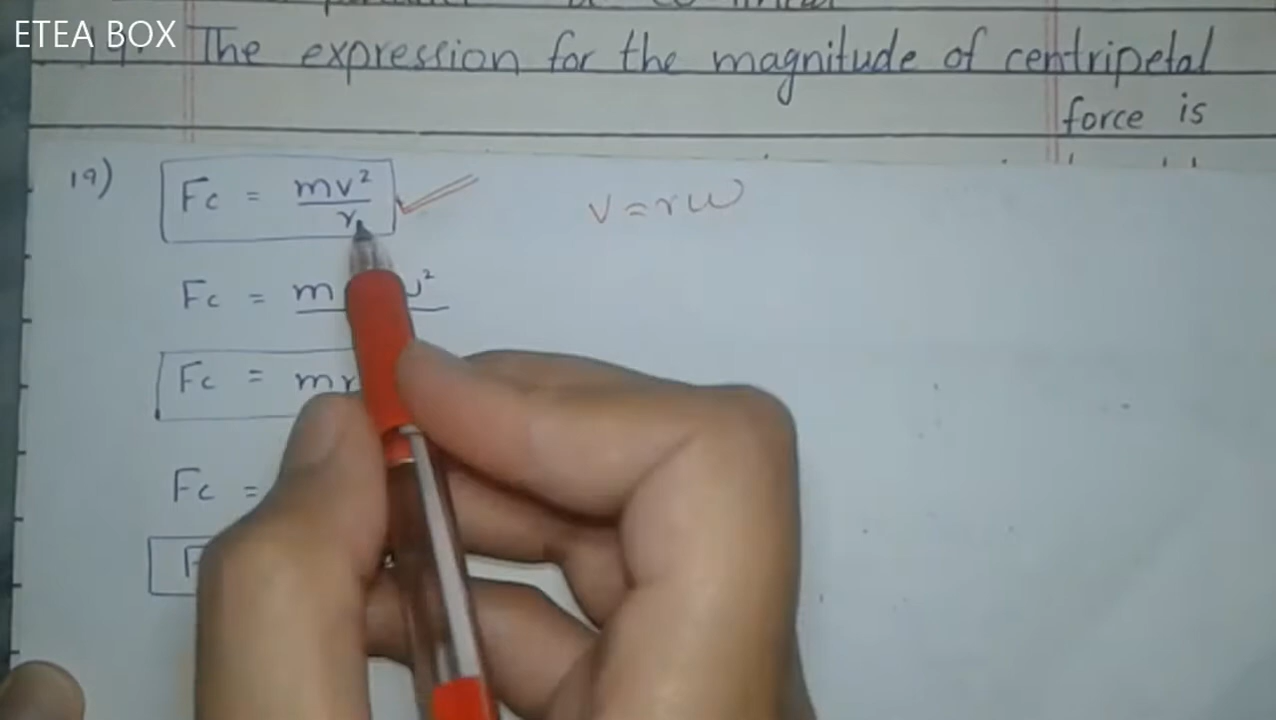 ETEA BOX
19. The expression for the magnitude of centripetal
force is
19) Fc = mv²/r
v = rω
Fc = m
Fc = mr
Fc =
F